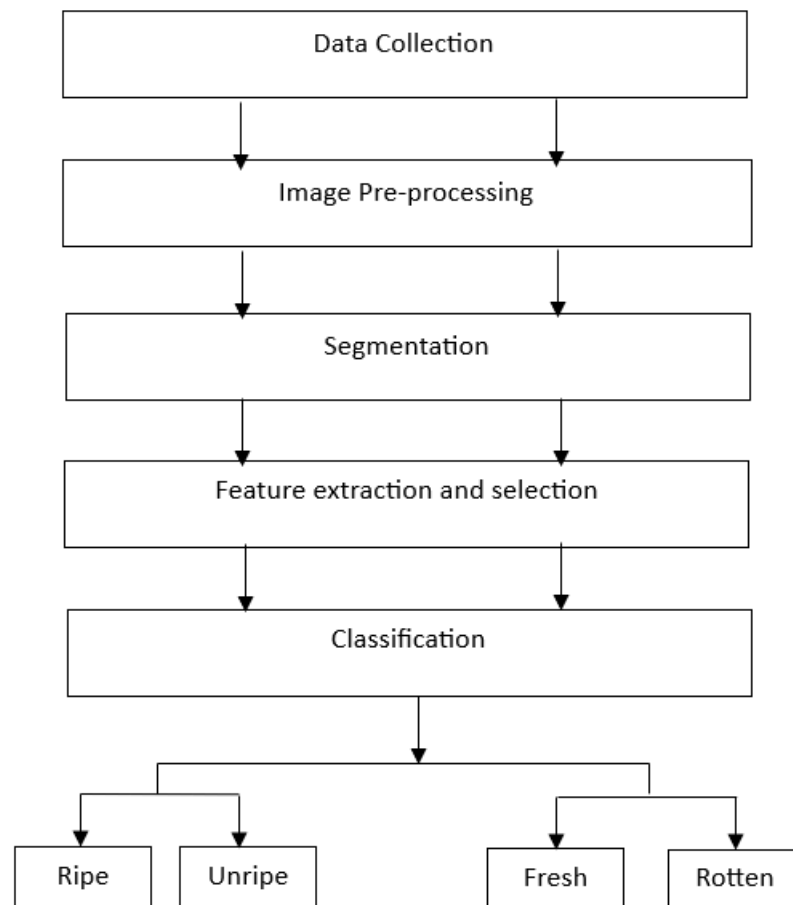 Data Collection
Image Pre-processing
Segmentation
Feature extraction and selection
Classification
Ripe
Unripe
Fresh
Rotten